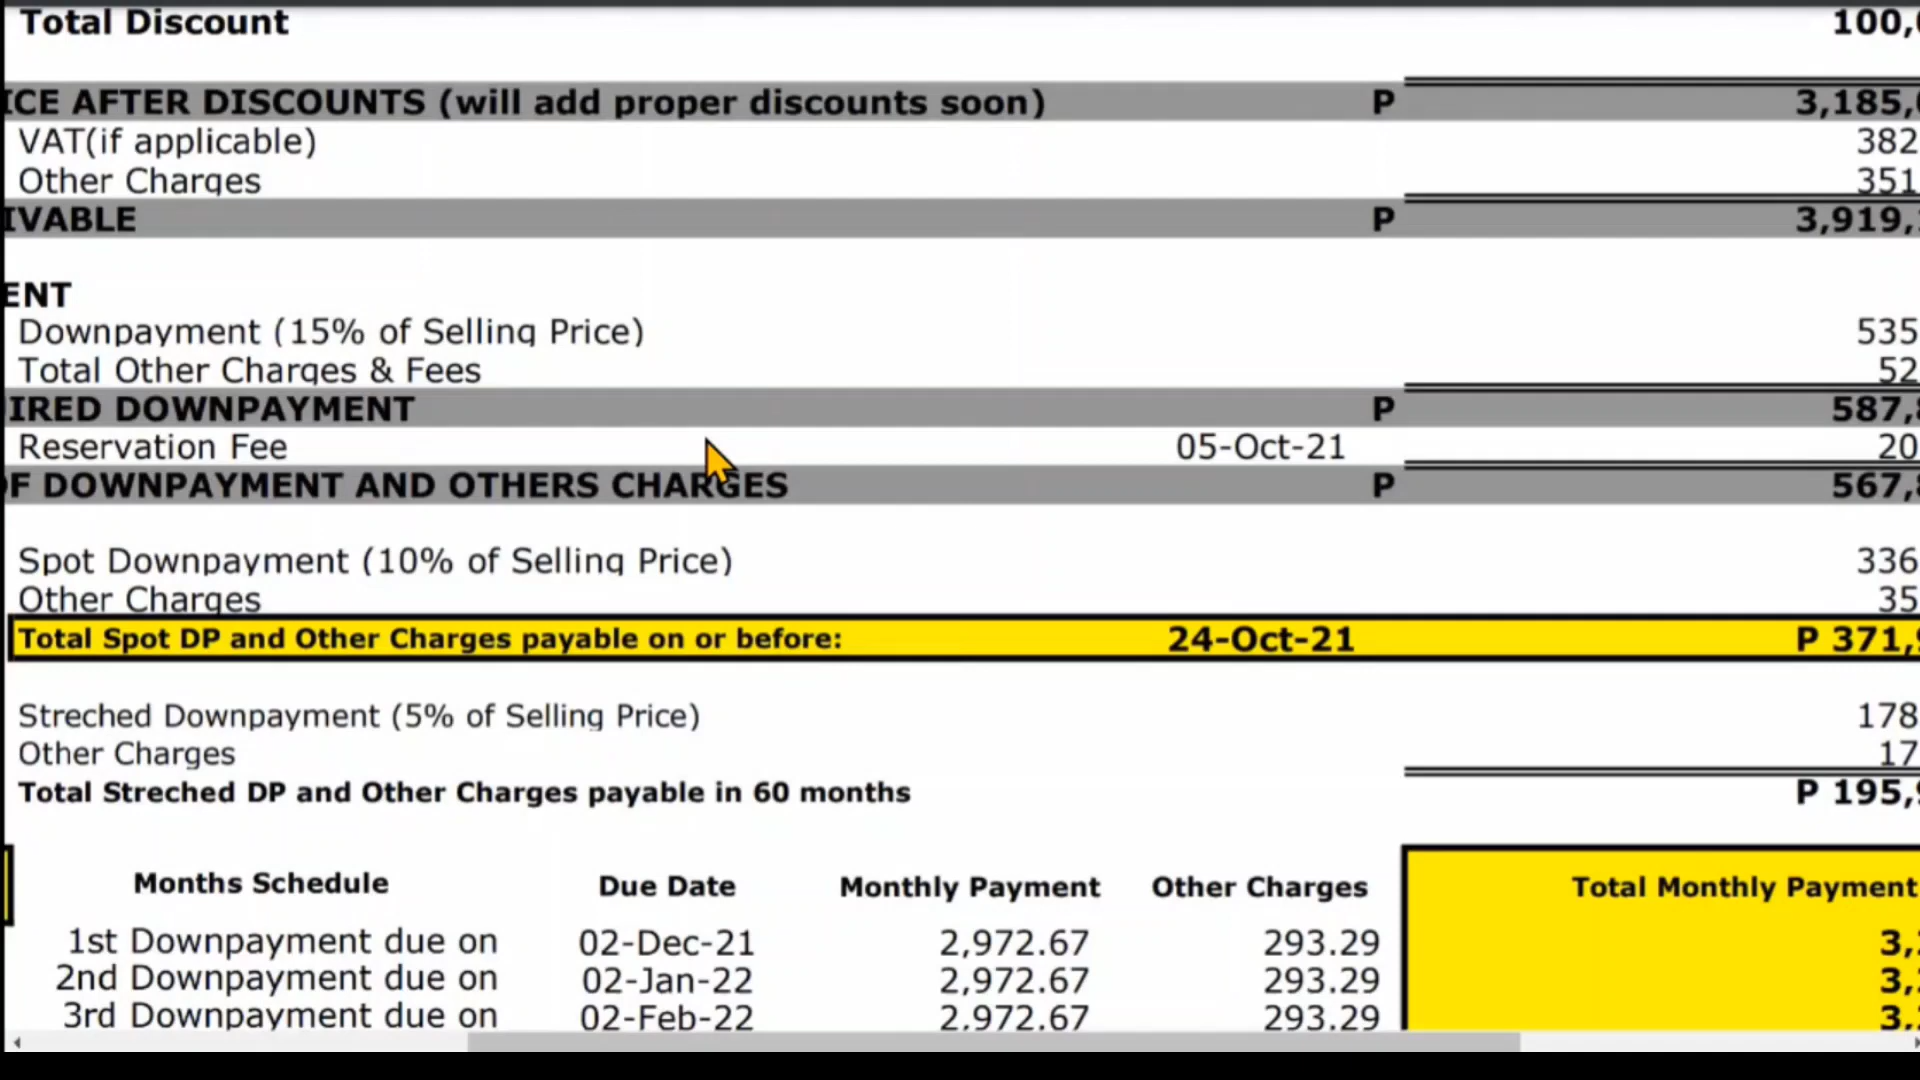 Total Discount 100,
ICE AFTER DISCOUNTS (will add proper discounts soon) P 3,185,
VAT(if applicable) 382
Other Charges 351
IVABLE P 3,919,
ENT
Downpayment (15% of Selling Price) 535
Total Other Charges & Fees 52
IRED DOWNPAYMENT P 587,
Reservation Fee 05-Oct-21 20
OF DOWNPAYMENT AND OTHERS CHARGES P 567,
Spot Downpayment (10% of Selling Price) 336
Other Charges 35
Total Spot DP and Other Charges payable on or before: 24-Oct-21 P 371,
Streched Downpayment (5% of Selling Price) 178
Other Charges 17
Total Streched DP and Other Charges payable in 60 months P 195,
Months Schedule Due Date Monthly Payment Other Charges Total Monthly Payment
1st Downpayment due on 02-Dec-21 2,972.67 293.29 3,
2nd Downpayment due on 02-Jan-22 2,972.67 293.29 3,
3rd Downpayment due on 02-Feb-22 2,972.67 293.29 3,